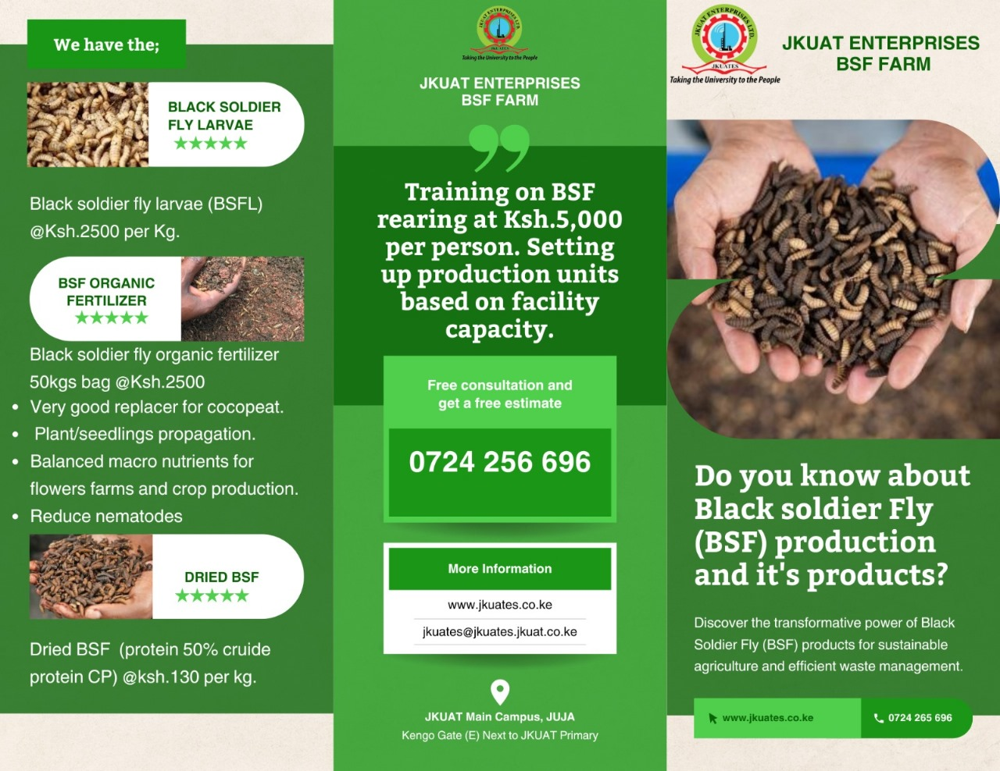 We have the;
BLACK SOLDIER
FLY LARVAE
Black soldier fly larvae (BSFL)
@Ksh.2500 per Kg.
BSF ORGANIC
FERTILIZER
Black soldier fly organic fertilizer
50kgs bag @Ksh.2500
• Very good replacer for cocopeat.
• Plant/seedlings propagation.
• Balanced macro nutrients for
flowers farms and crop production.
• Reduce nematodes
DRIED BSF
Dried BSF (protein 50% cruide
protein CP) @ksh.130 per kg.
JKUAT ENTERPRISES LTD.
JKUATES
Taking the University to the People
JKUAT ENTERPRISES
BSF FARM
Training on BSF
rearing at Ksh.5,000
per person. Setting
up production units
based on facility
capacity.
Free consultation and
get a free estimate
0724 256 696
More Information
www.jkuates.co.ke
jkuates@jkuates.jkuat.co.ke
JKUAT Main Campus, JUJA
Kengo Gate (E) Next to JKUAT Primary
JKUAT ENTERPRISES LTD.
JKUATES
Taking the University to the People
JKUAT ENTERPRISES
BSF FARM
Do you know about
Black soldier Fly
(BSF) production
and it's products?
Discover the transformative power of Black
Soldier Fly (BSF) products for sustainable
agriculture and efficient waste management.
www.jkuates.co.ke
0724 265 696